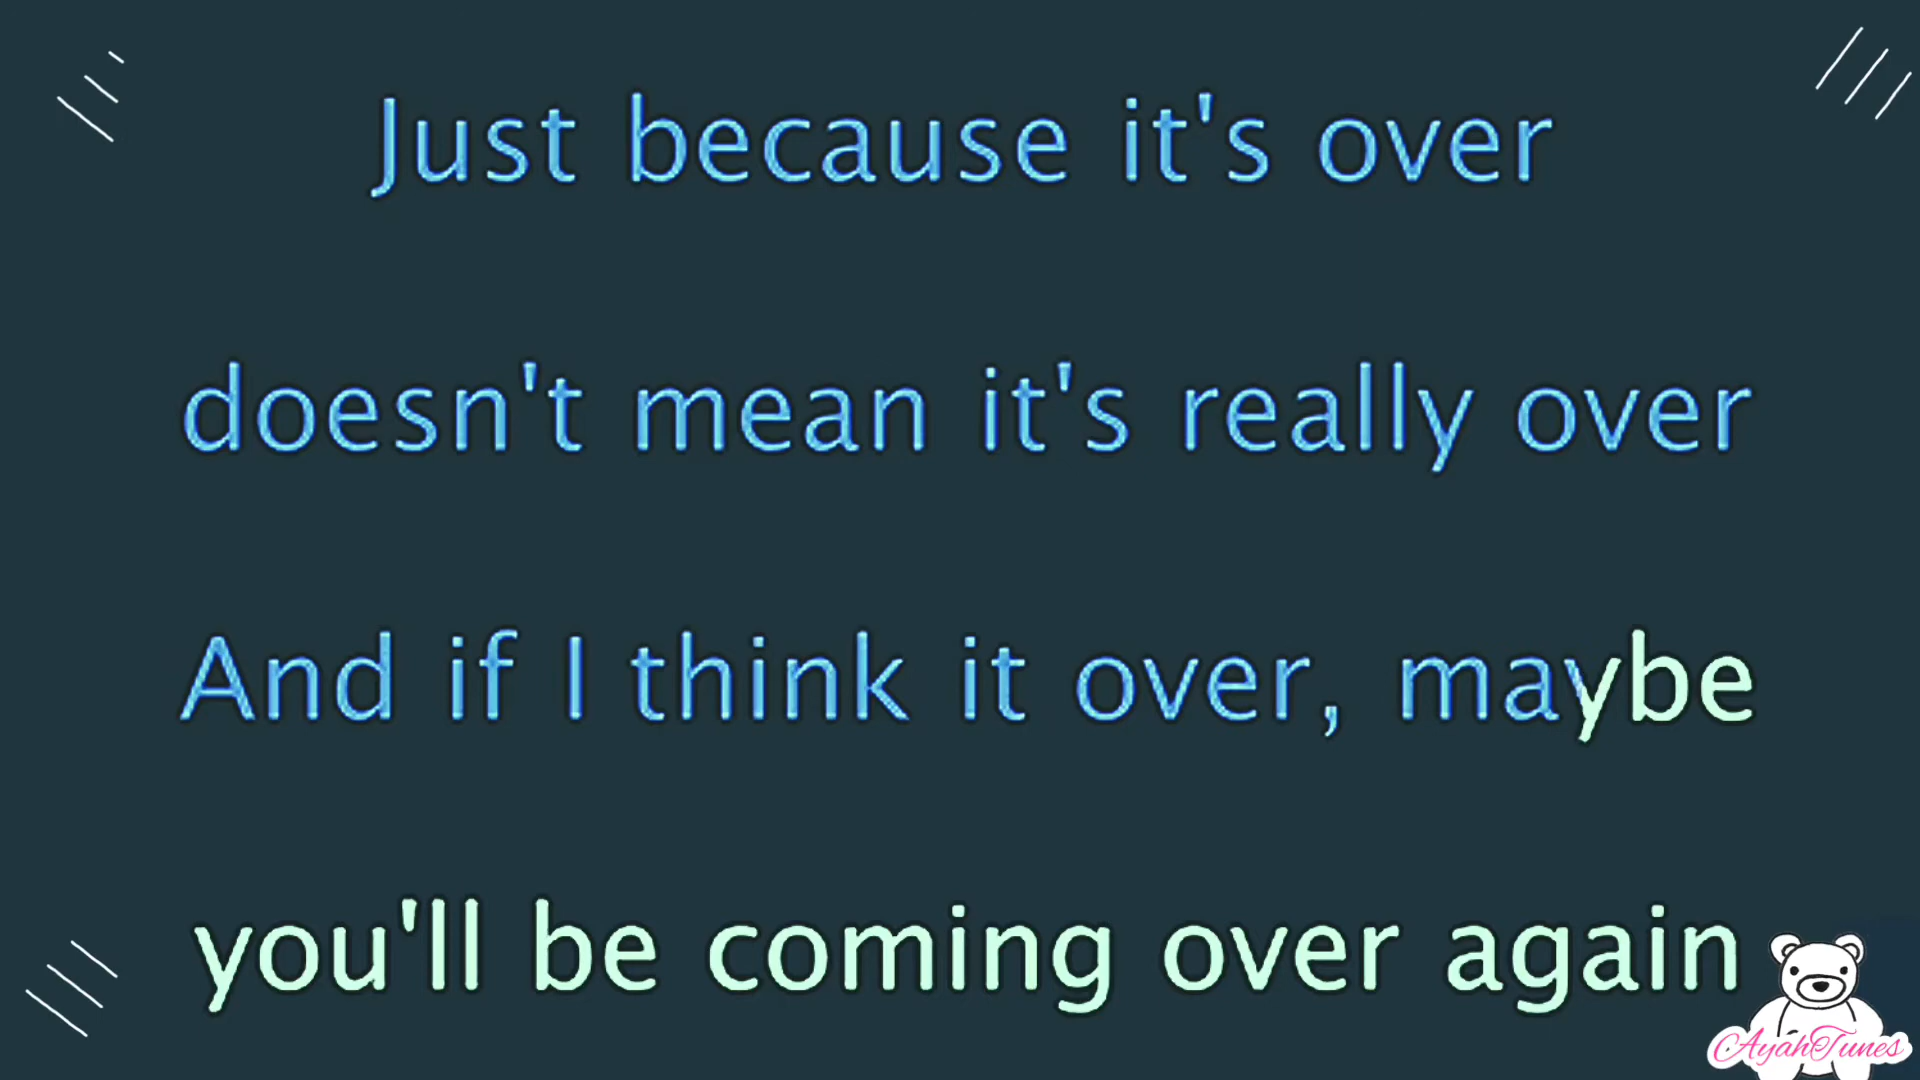 Just because it's over
doesn't mean it's really over
And if I think it over, maybe
you'll be coming over again
AyahTunes